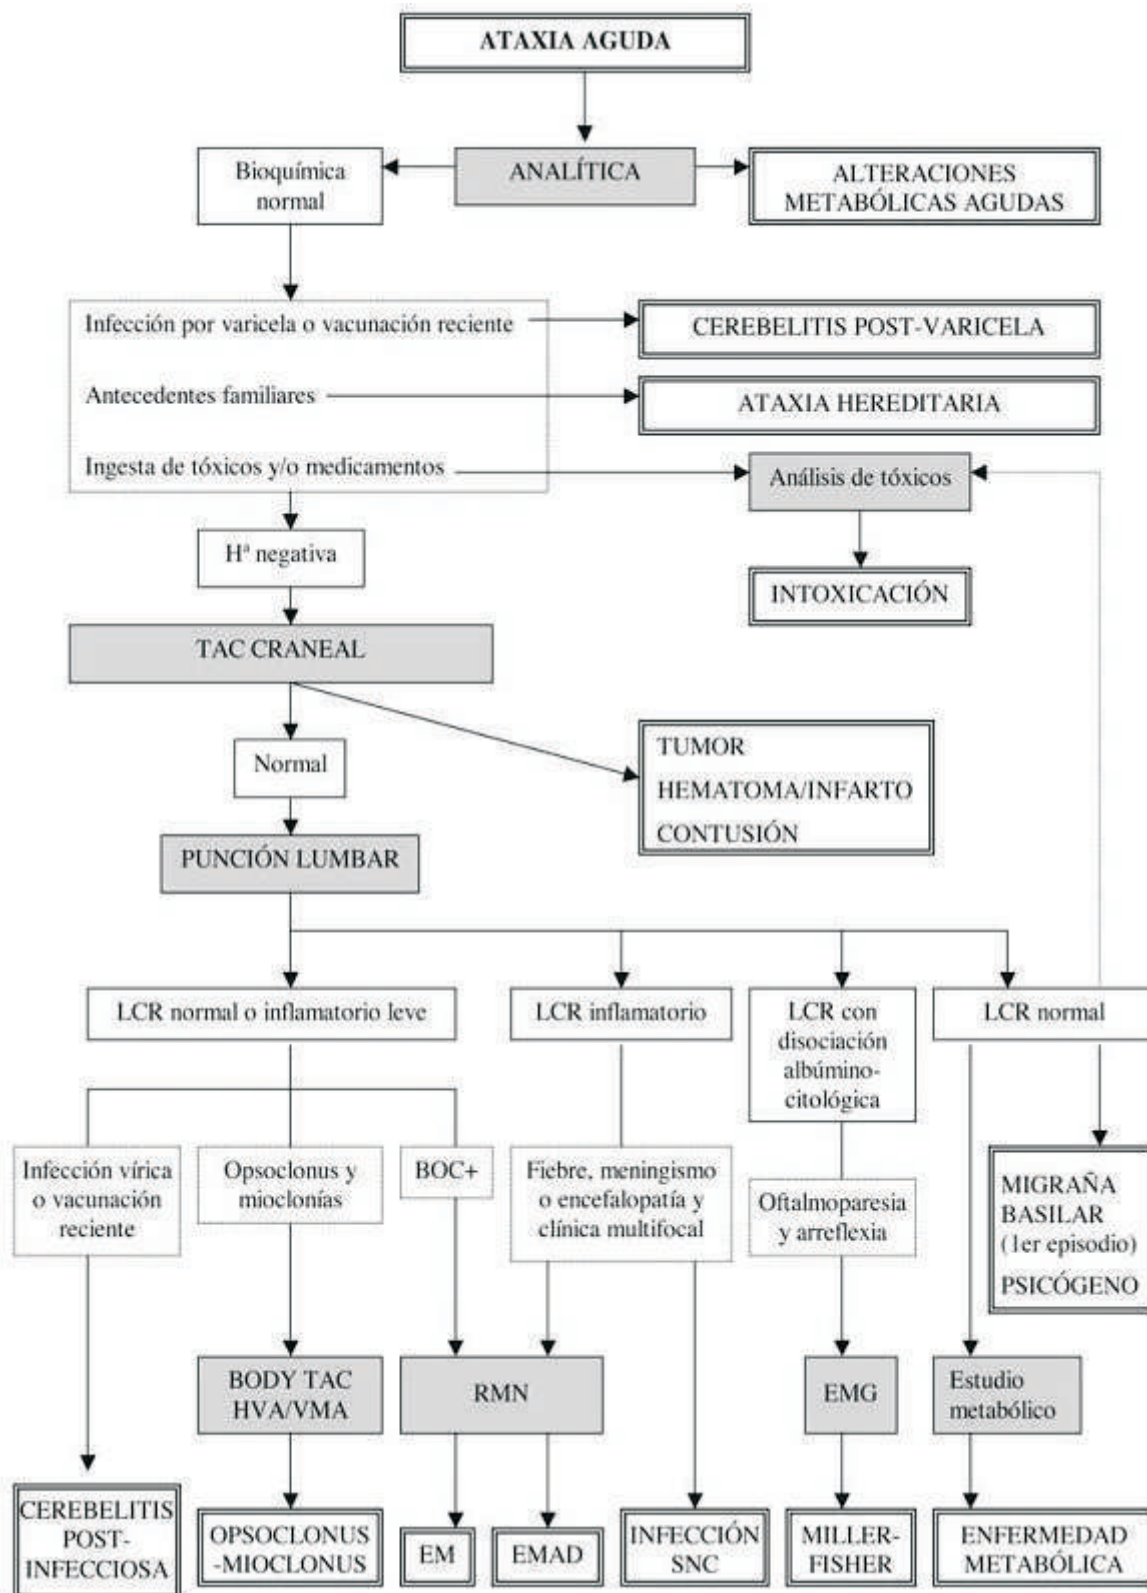 ATAXIA AGUDA
Bioquímica
normal
ANALÍTICA
ALTERACIONES
METABÓLICAS AGUDAS
Infección por varicela o vacunación reciente
CEREBELITIS POST-VARICELA
Antecedentes familiares
ATAXIA HEREDITARIA
Ingesta de tóxicos y/o medicamentos
Análisis de tóxicos
Hª negativa
INTOXICACIÓN
TAC CRANEAL
Normal
TUMOR
HEMATOMA/INFARTO
CONTUSIÓN
PUNCIÓN LUMBAR
LCR normal o inflamatorio leve
LCR inflamatorio
LCR con
disociación
albúmino-
citológica
LCR normal
Infección vírica
o vacunación
reciente
Opsoclonus y
mioclonías
BOC+
Fiebre, meningismo
o encefalopatía y
clínica multifocal
Oftalmoparesia
y arreflexia
MIGRAÑA
BASILAR
(1er episodio)
PSICÓGENO
BODY TAC
HVA/VMA
RMN
EMG
Estudio
metabólico
CEREBELITIS
POST-
INFECCIOSA
OPSOCLONUS
-MIOCLONUS
EM
EMAD
INFECCIÓN
SNC
MILLER-
FISHER
ENFERMEDAD
METABÓLICA